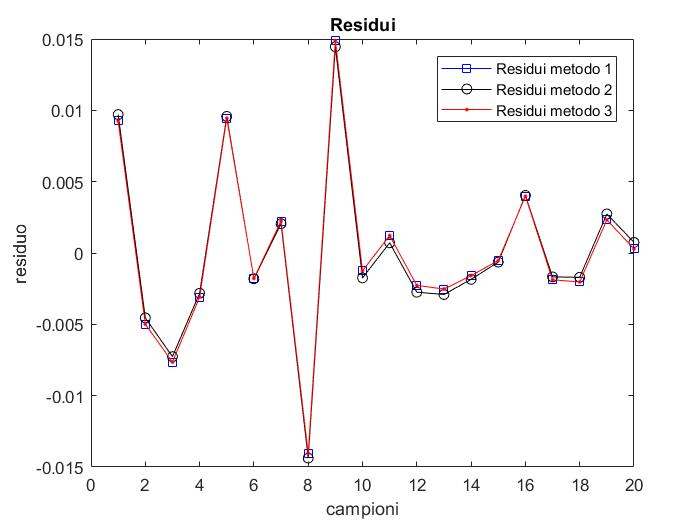 Residui
0.015
0.01
0.005
0
-0.005
-0.01
-0.015
residuo
Residui metodo 1
Residui metodo 2
Residui metodo 3
0 2 4 6 8 10 12 14 16 18 20
campioni